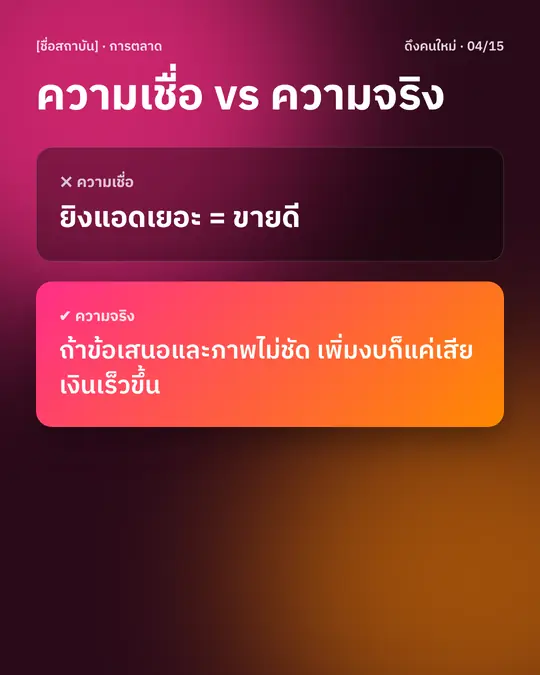 [ชื่อสถาบัน] · การตลาด
ดึงคนใหม่ · 04/15
ความเชื่อ vs ความจริง
✕ ความเชื่อ
ยิงแอดเยอะ = ขายดี
✔ ความจริง
ถ้าข้อเสนอและภาพไม่ชัด เพิ่มงบก็แค่เสีย
เงินเร็วขึ้น